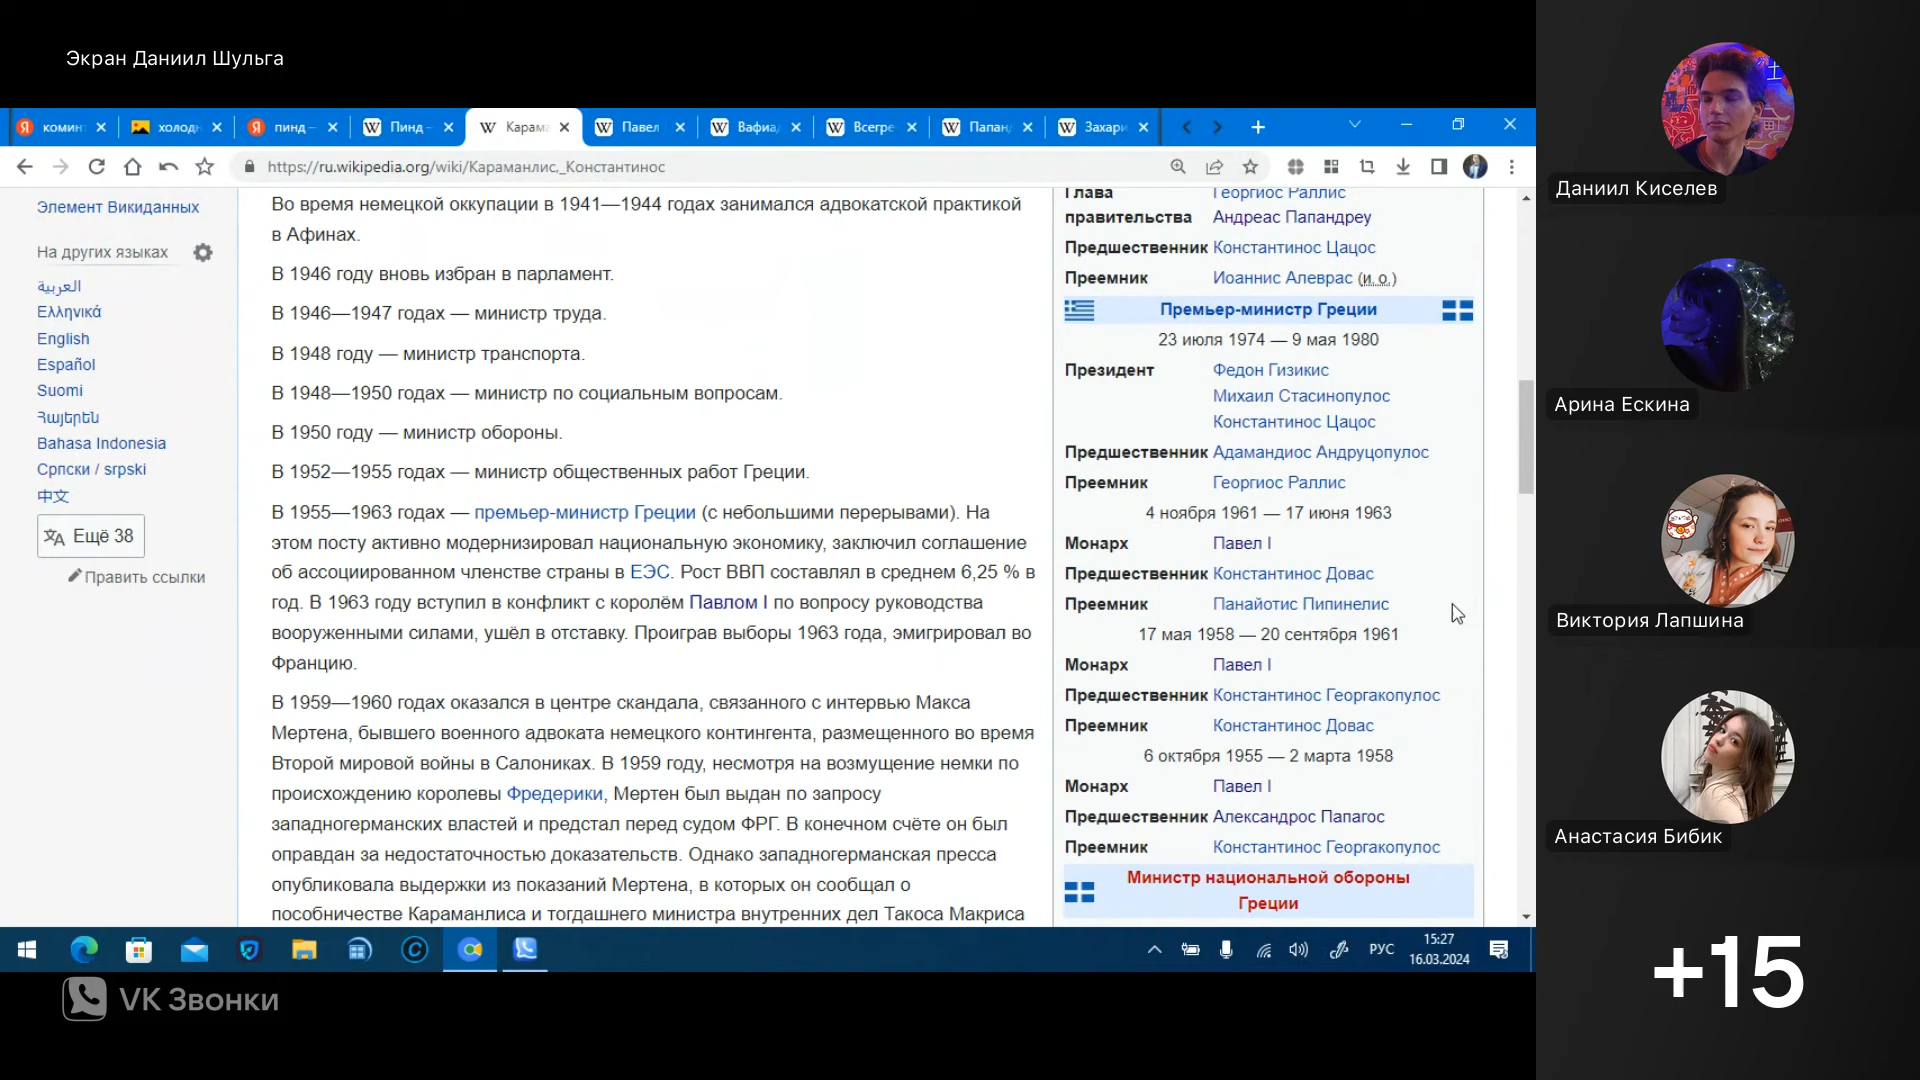 Экран Даниил Шульга
комин
холод
пинд –
Пинд –
Карама
Павел
Вафиа
Всегре
Папан
Захари
https://ru.wikipedia.org/wiki/Караманлис,_Константинос
Элемент Викиданных
На других языках
العربية
Ελληνικά
English
Español
Suomi
Հայերեն
Bahasa Indonesia
Српски / srpski
中文
Ещё 38
Править ссылки
Во время немецкой оккупации в 1941—1944 годах занимался адвокатской практикой
в Афинах.
В 1946 году вновь избран в парламент.
В 1946—1947 годах — министр труда.
В 1948 году — министр транспорта.
В 1948—1950 годах — министр по социальным вопросам.
В 1950 году — министр обороны.
В 1952—1955 годах — министр общественных работ Греции.
В 1955—1963 годах — премьер-министр Греции (с небольшими перерывами). На
этом посту активно модернизировал национальную экономику, заключил соглашение
об ассоциированном членстве страны в ЕЭС. Рост ВВП составлял в среднем 6,25 % в
год. В 1963 году вступил в конфликт с королём Павлом I по вопросу руководства
вооруженными силами, ушёл в отставку. Проиграв выборы 1963 года, эмигрировал во
Францию.
В 1959—1960 годах оказался в центре скандала, связанного с интервью Макса
Мертена, бывшего военного адвоката немецкого контингента, размещенного во время
Второй мировой войны в Салониках. В 1959 году, несмотря на возмущение немки по
происхождению королевы Фредерики, Мертен был выдан по запросу
западногерманских властей и предстал перед судом ФРГ. В конечном счёте он был
оправдан за недостаточностью доказательств. Однако западногерманская пресса
опубликовала выдержки из показаний Мертена, в которых он сообщал о
пособничестве Караманлиса и тогдашнего министра внутренних дел Такоса Макриса
Глава Георгиос Раллис
правительства Андреас Папандреу
Предшественник Константинос Цацос
Преемник Иоаннис Алеврас (и. о.)
Премьер-министр Греции
23 июля 1974 — 9 мая 1980
Президент Федон Гизикис
Михаил Стасинопулос
Константинос Цацос
Предшественник Адамандиос Андруцопулос
Преемник Георгиос Раллис
4 ноября 1961 — 17 июня 1963
Монарх Павел I
Предшественник Константинос Довас
Преемник Панайотис Пипинелис
17 мая 1958 — 20 сентября 1961
Монарх Павел I
Предшественник Константинос Георгакопулос
Преемник Константинос Довас
6 октября 1955 — 2 марта 1958
Монарх Павел I
Предшественник Александрос Папагос
Преемник Константинос Георгакопулос
Министр национальной обороны
Греции
РУС
15:27
16.03.2024
VK Звонки
Даниил Киселев
Арина Ескина
Виктория Лапшина
Анастасия Бибик
+15